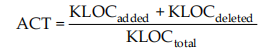 ACT = KLOC_added + KLOC_deleted
KLOC_total